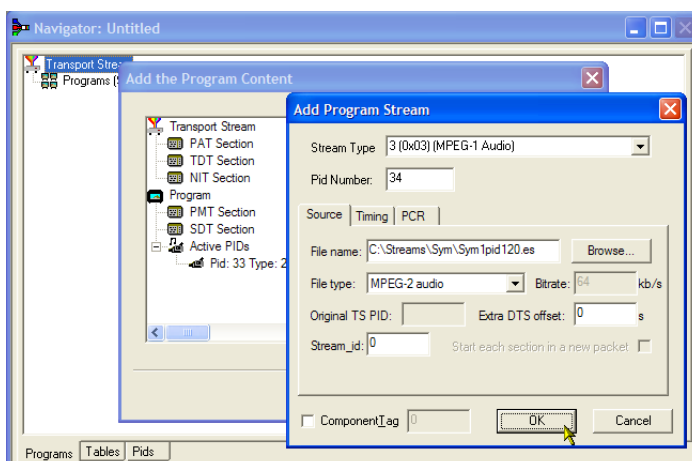 Navigator: Untitled
Transport Stre
Programs (
Add the Program Content
Transport Stream
PAT Section
TDT Section
NIT Section
Program
PMT Section
SDT Section
Active PIDs
Pid: 33 Type: 2
Add Program Stream
Stream Type 3 (0x03) (MPEG-1 Audio)
Pid Number: 34
Source Timing PCR
File name: C:\Streams\Sym\Sym1pid120.es Browse...
File type: MPEG-2 audio Bitrate: 64 kb/s
Original TS PID: Extra DTS offset: 0 s
Stream_id: 0 Start each section in a new packet
ComponentTag 0 OK Cancel
Programs Tables Pids